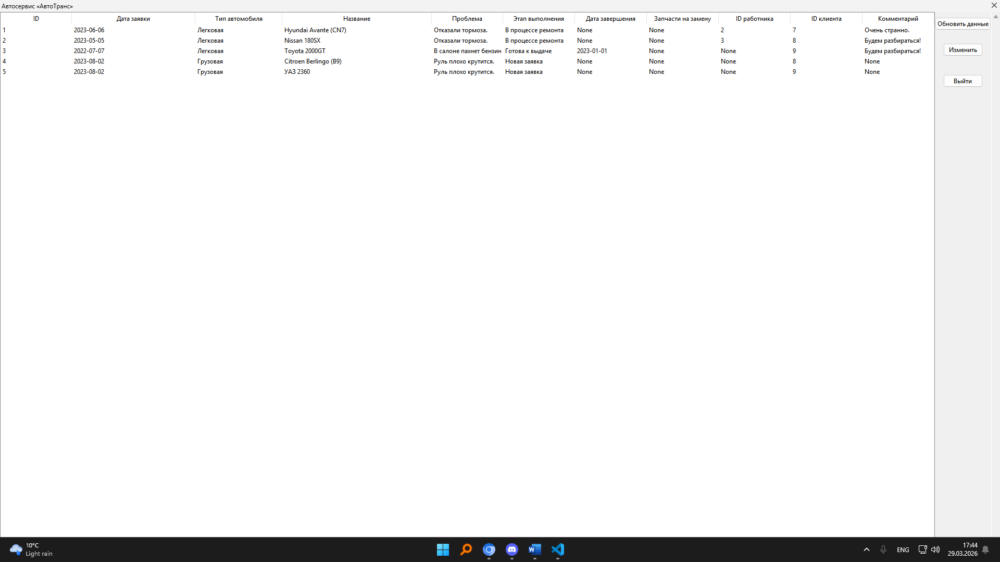 Автосервис «АвтоТранс»
ID Дата заявки Тип автомобиля Название Проблема Этап выполнения Дата завершения Запчасти на замену ID работника ID клиента Комментарий
1 2023-06-06 Легковая Hyundai Avante (CN7) Отказали тормоза. В процессе ремонта None None 2 7 Очень странно.
2 2023-05-05 Легковая Nissan 180SX Отказали тормоза. В процессе ремонта None None 3 8 Будем разбираться!
3 2022-07-07 Легковая Toyota 2000GT В салоне пахнет бензин Готова к выдаче 2023-01-01 None None 9 Будем разбираться!
4 2023-08-02 Грузовая Citroen Berlingo (B9) Руль плохо крутится. Новая заявка None None None 8 None
5 2023-08-02 Грузовая УАЗ 2360 Руль плохо крутится. Новая заявка None None None 9 None
Обновить данные
Изменить
Выйти
10°C
Light rain
ENG
17:44
29.03.2026